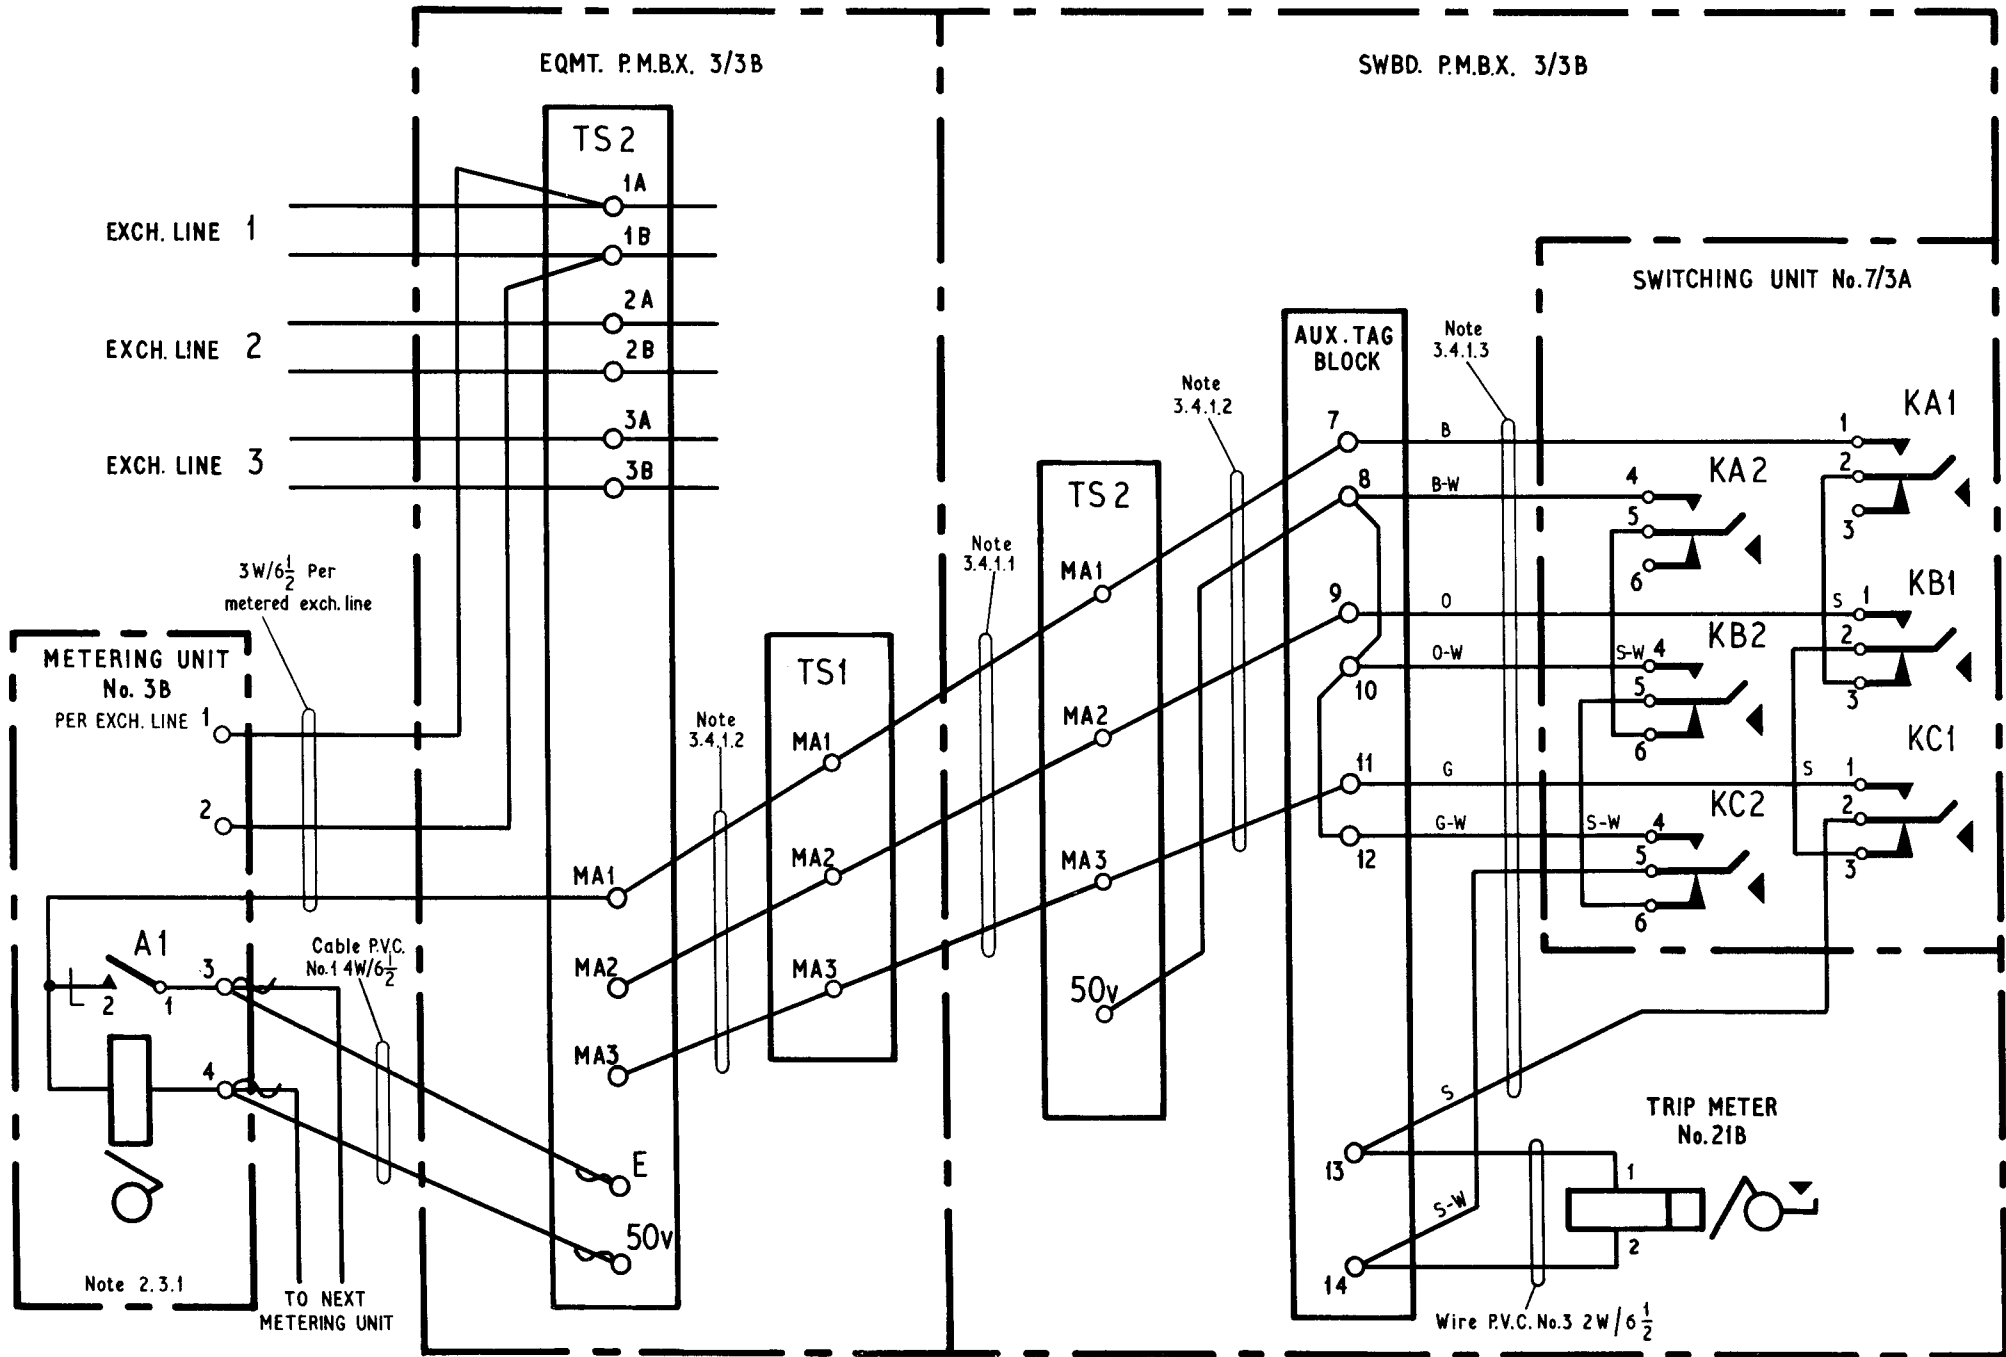 EQMT. P.M.B.X. 3/3B
SWBD. P.M.B.X. 3/3B
TS2
1A
EXCH. LINE 1
1B
2A
EXCH. LINE 2
2B
3A
EXCH. LINE 3
3B
3W/6½ Per
metered exch. line
METERING UNIT
No. 3B
PER EXCH. LINE 1
2
A1
3
2
1
4
Note 2.3.1
Cable P.V.C.
No.1 4W/6½
TO NEXT
METERING UNIT
MA1
MA2
MA3
E
50v
Note
3.4.1.2
TS1
MA1
MA2
MA3
Note
3.4.1.1
TS2
MA1
MA2
MA3
50v
Note
3.4.1.2
AUX. TAG
BLOCK
7
8
9
10
11
12
13
14
Note
3.4.1.3
B
B-W
O
O-W
G
G-W
S
S-W
SWITCHING UNIT No.7/3A
KA1
1
2
3
KA2
4
5
6
KB1
S 1
2
3
KB2
S-W 4
5
6
KC1
S 1
2
3
KC2
S-W 4
5
6
TRIP METER
No.21B
1
2
Wire P.V.C. No.3 2W/6½